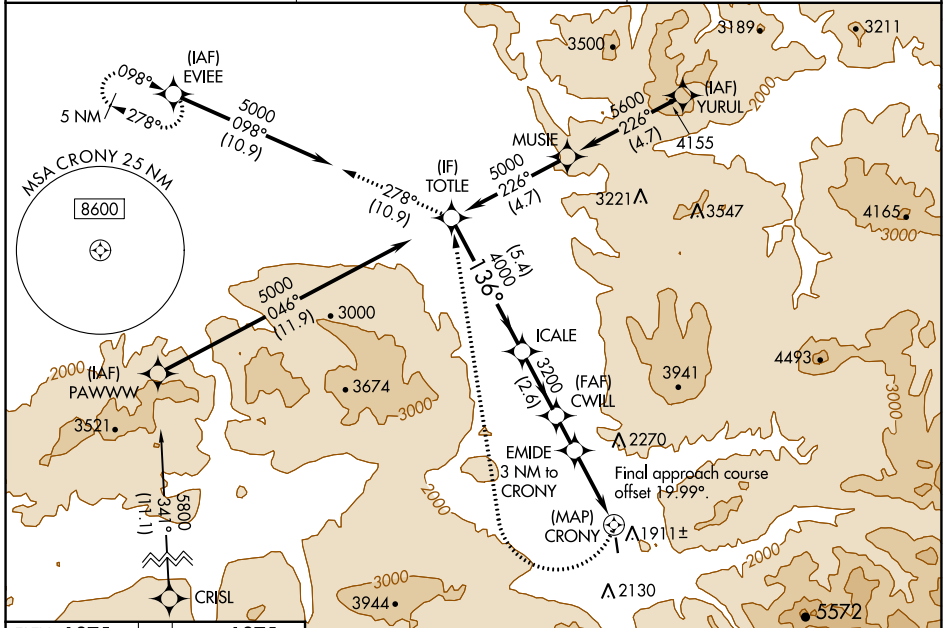 (IAF)
EVIEE
098°
278°
5 NM
5000
098°
(10.9)
278°
(10.9)
MSA CRONY 25 NM
8600
(IF)
TOTLE
MUSIE
5000
226°
(4.7)
5600
226°
(4.7)
(IAF)
YURUL
4155
3500
3189
3211
2000
3221
3547
4165
3000
5000
046°
(11.9)
3000
2000
(IAF)
PAWWW
3674
3000
3521
(5.4)
4000
136°
ICALE
3200
(2.6)
(FAF)
CWILL
3941
4493
3000
2270
EMIDE
3 NM to
CRONY
Final approach course
offset 19.99°.
(MAP)
CRONY
1911±
2000
2000
5800
341°
(11.1)
CRISL
3000
3944
2130
5572